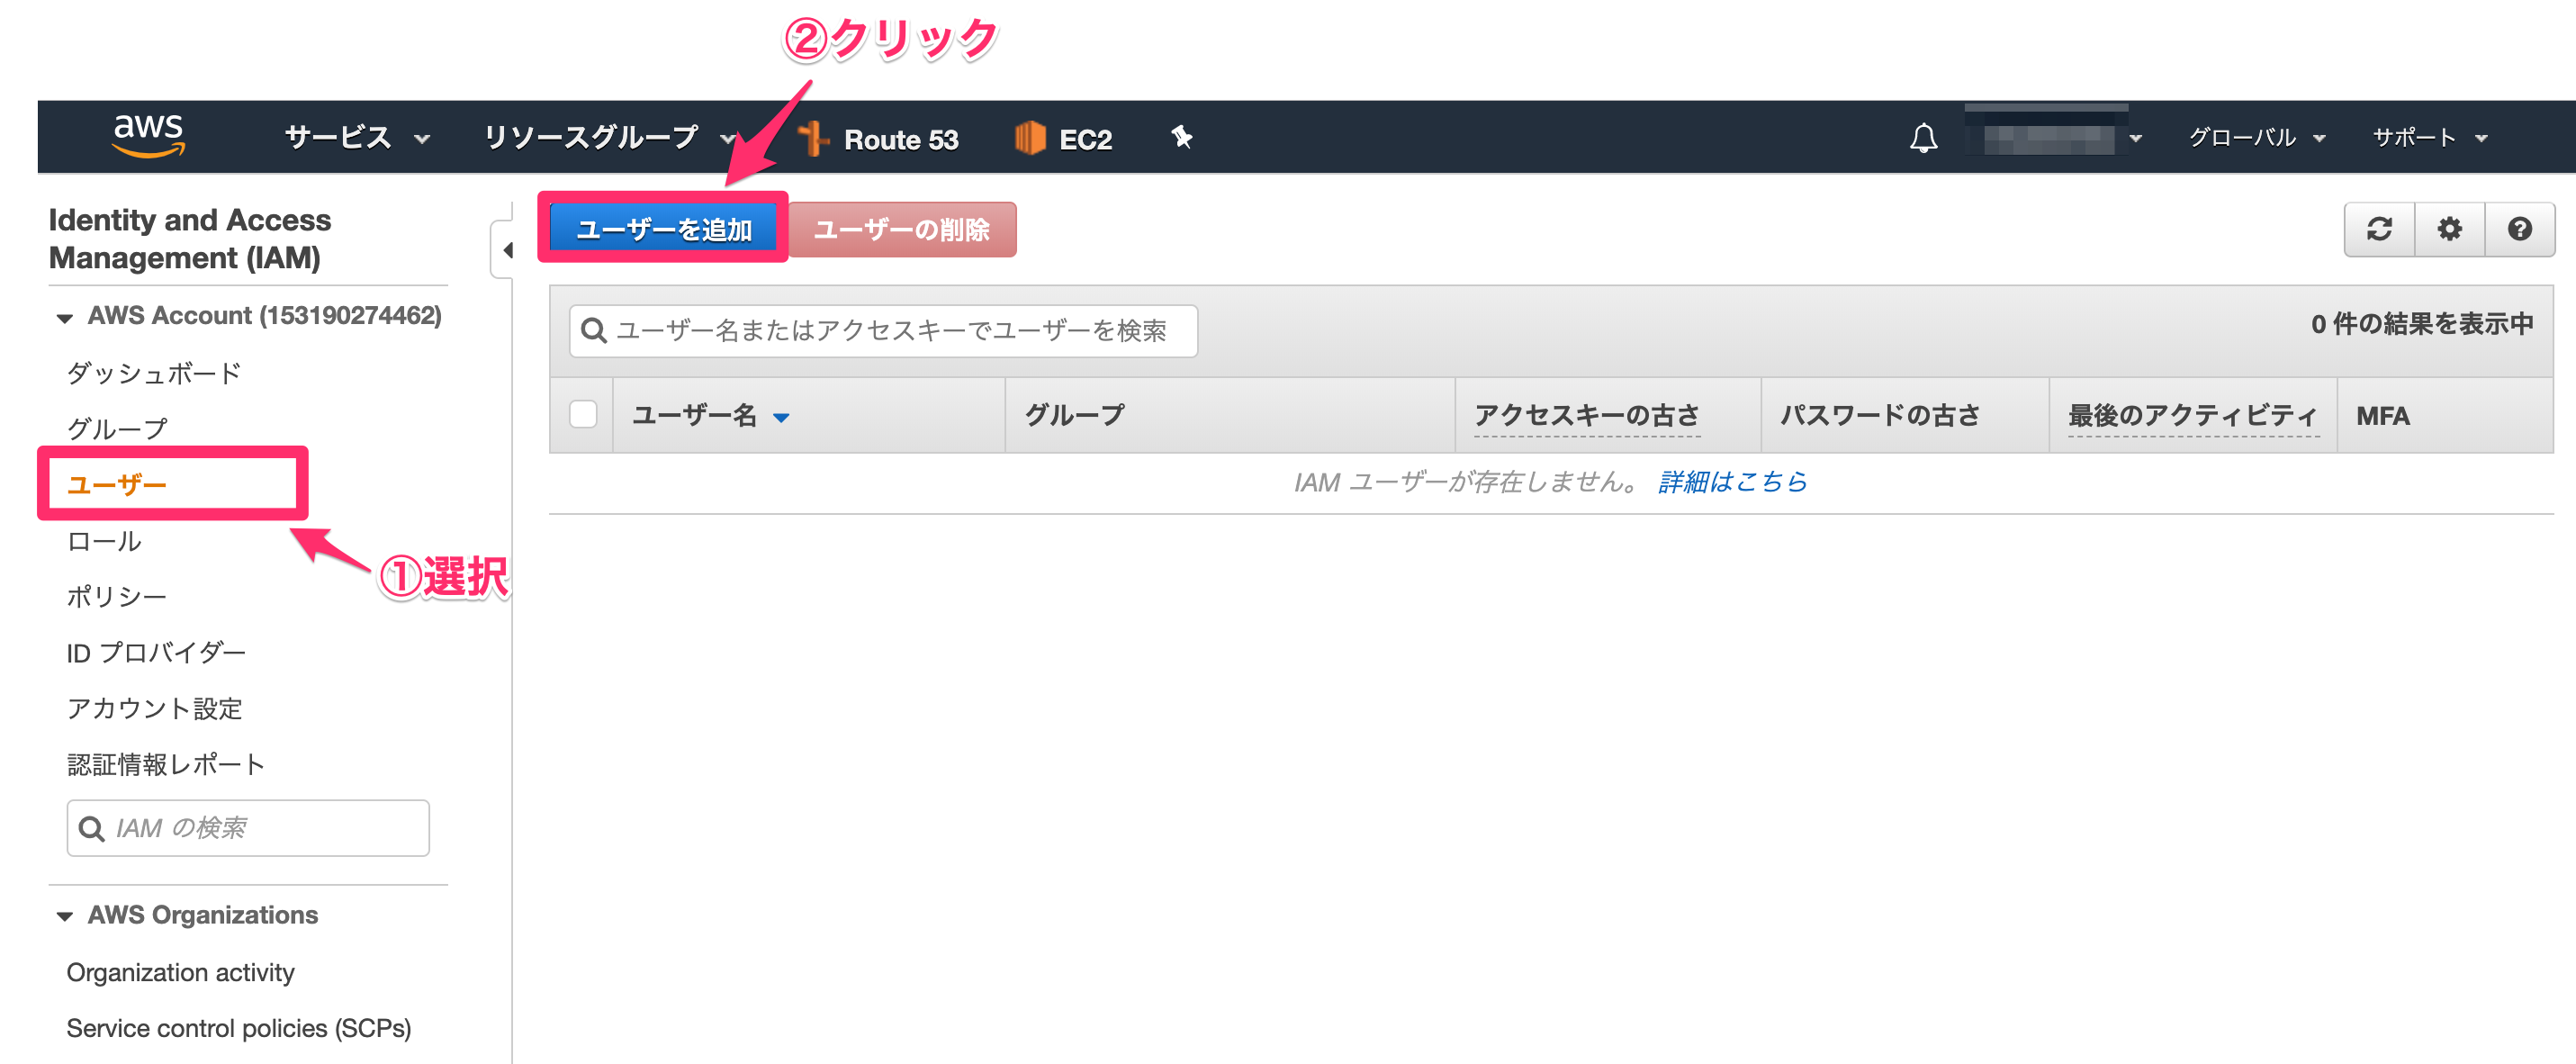 ②クリック
aws サービス リソースグループ Route 53 EC2 グローバル サポート
Identity and Access
Management (IAM)
AWS Account (153190274462)
ダッシュボード
グループ
ユーザー
①選択
ロール
ポリシー
ID プロバイダー
アカウント設定
認証情報レポート
IAM の検索
AWS Organizations
Organization activity
Service control policies (SCPs)
ユーザーを追加 ユーザーの削除
ユーザー名またはアクセスキーでユーザーを検索
0 件の結果を表示中
ユーザー名 グループ アクセスキーの古さ パスワードの古さ 最後のアクティビティ MFA
IAM ユーザーが存在しません。 詳細はこちら